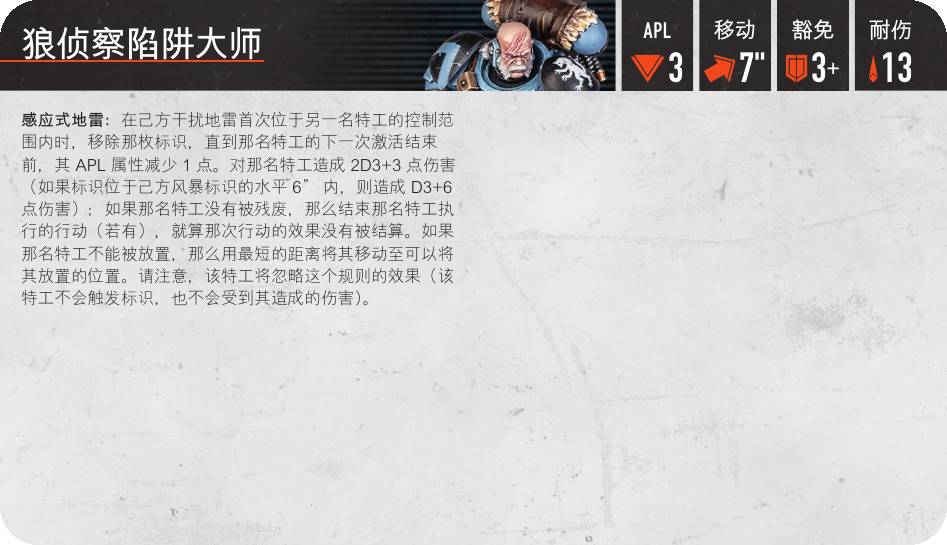 狼侦察陷阱大师
APL
3
移动
7"
豁免
3+
耐伤
13
感应式地雷：在己方干扰地雷首次位于另一名特工的控制范
围内时，移除那枚标识，直到那名特工的下一次激活结束
前，其 APL 属性减少 1 点。对那名特工造成 2D3+3 点伤害
（如果标识位于己方风暴标识的水平 6” 内，则造成 D3+6
点伤害）；如果那名特工没有被残废，那么结束那名特工执
行的行动（若有），就算那次行动的效果没有被结算。如果
那名特工不能被放置，那么用最短的距离将其移动至可以将
其放置的位置。请注意，该特工将忽略这个规则的效果（该
特工不会触发标识，也不会受到其造成的伤害）。